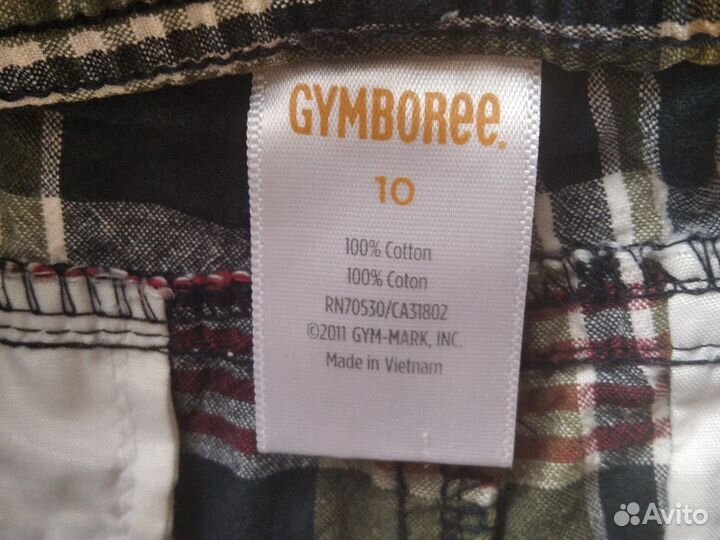 GYMBOREE
10
100% Cotton
100% Coton
RN70530/CA31802
©2011 GYM-MARK, INC.
Made in Vietnam
Avito